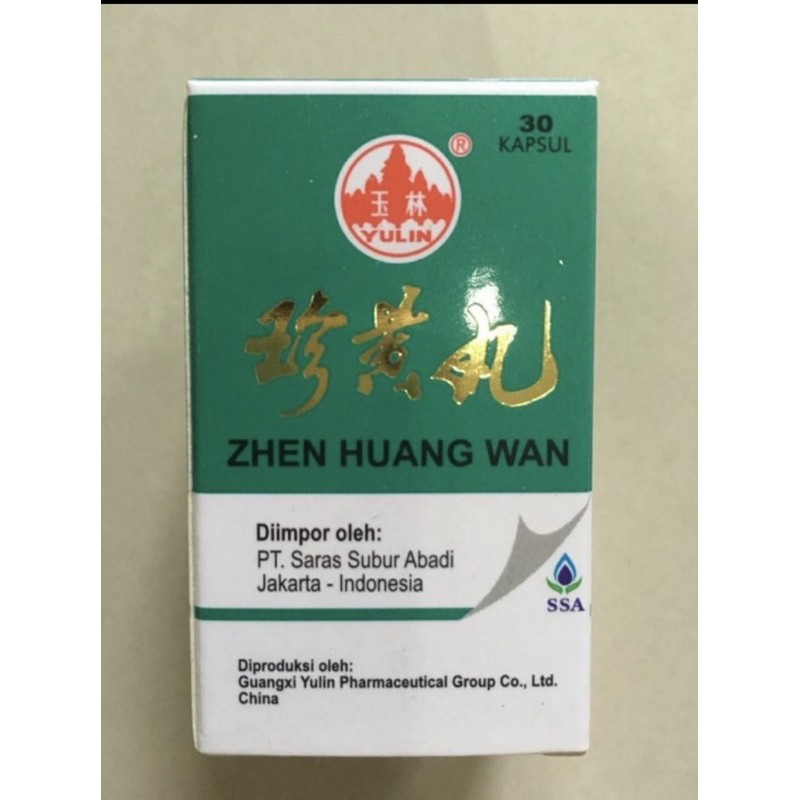 30
KAPSUL
®
玉林
YULIN
珍黄丸
ZHEN HUANG WAN
Diimpor oleh:
PT. Saras Subur Abadi
Jakarta - Indonesia
SSA
Diproduksi oleh:
Guangxi Yulin Pharmaceutical Group Co., Ltd.
China